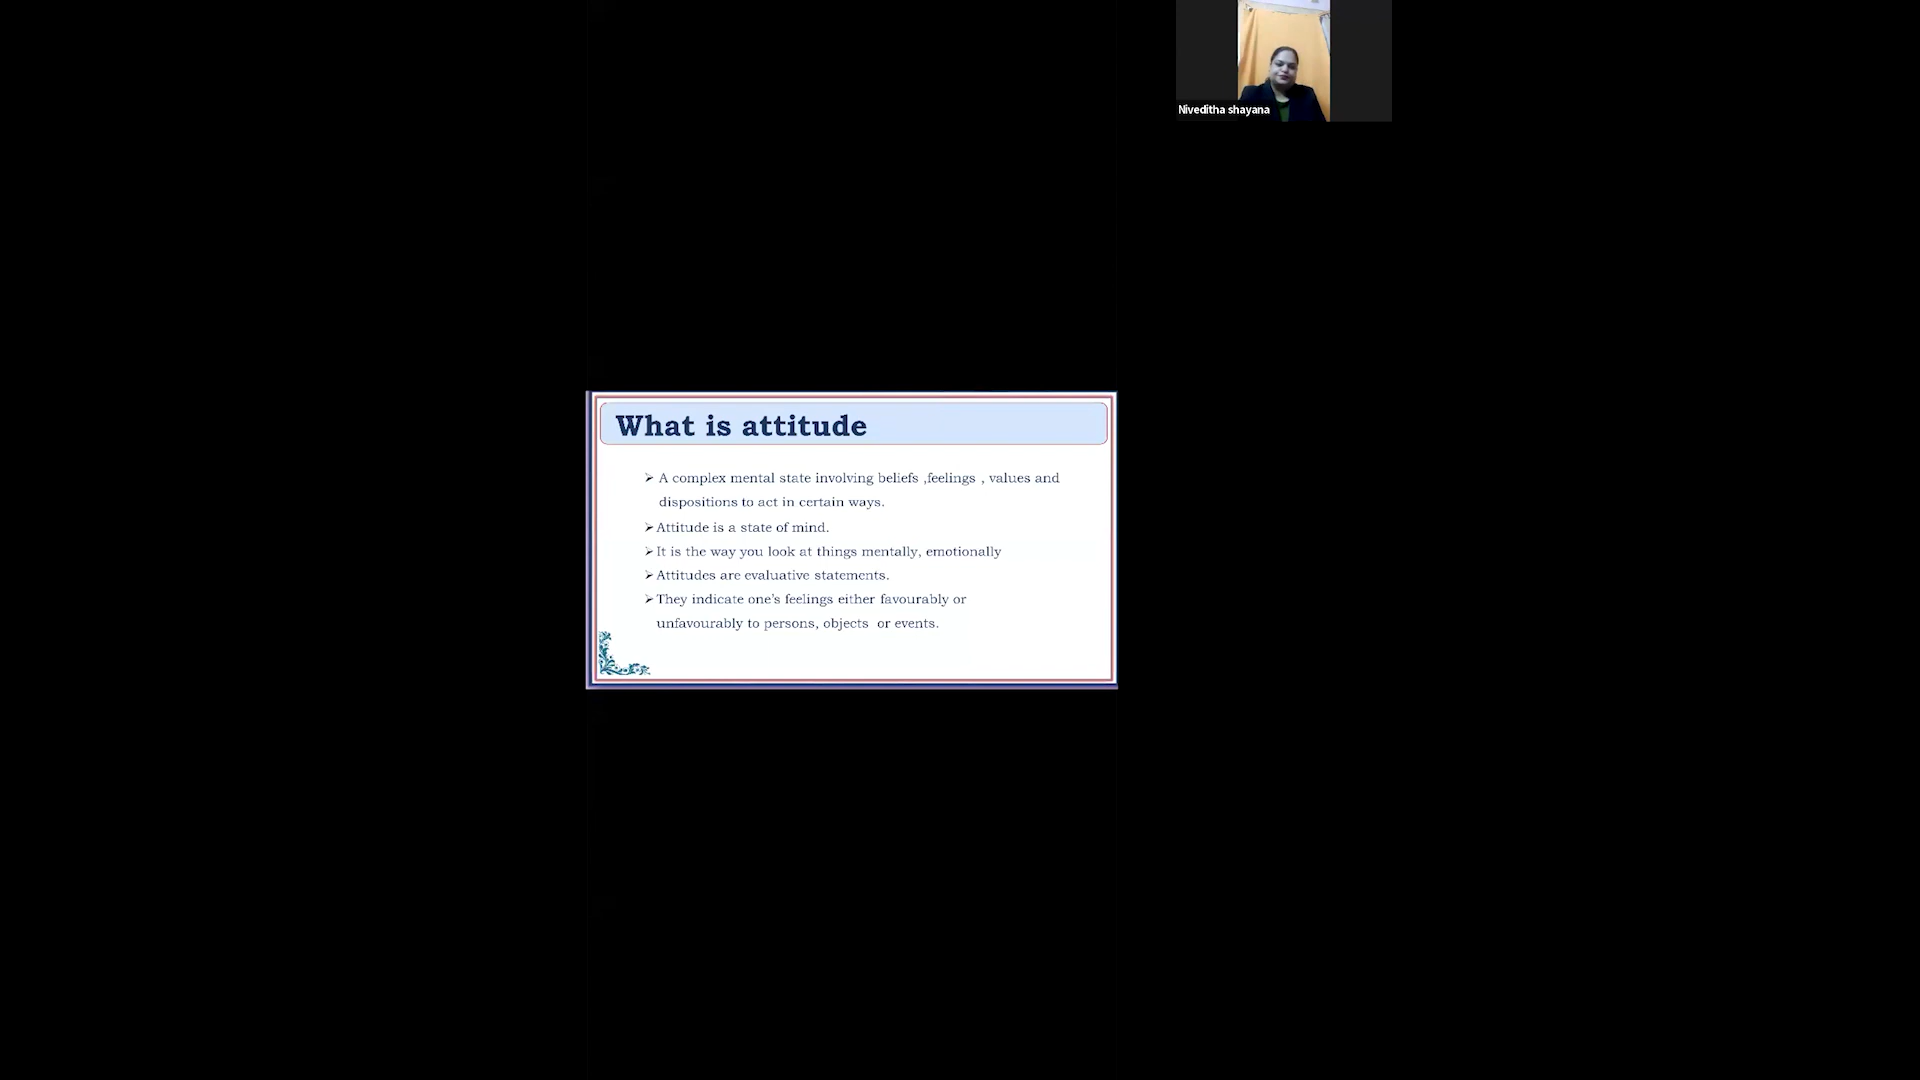 Niveditha shayana
What is attitude
➢ A complex mental state involving beliefs ,feelings , values and
dispositions to act in certain ways.
➢ Attitude is a state of mind.
➢ It is the way you look at things mentally, emotionally
➢ Attitudes are evaluative statements.
➢ They indicate one's feelings either favourably or
unfavourably to persons, objects or events.